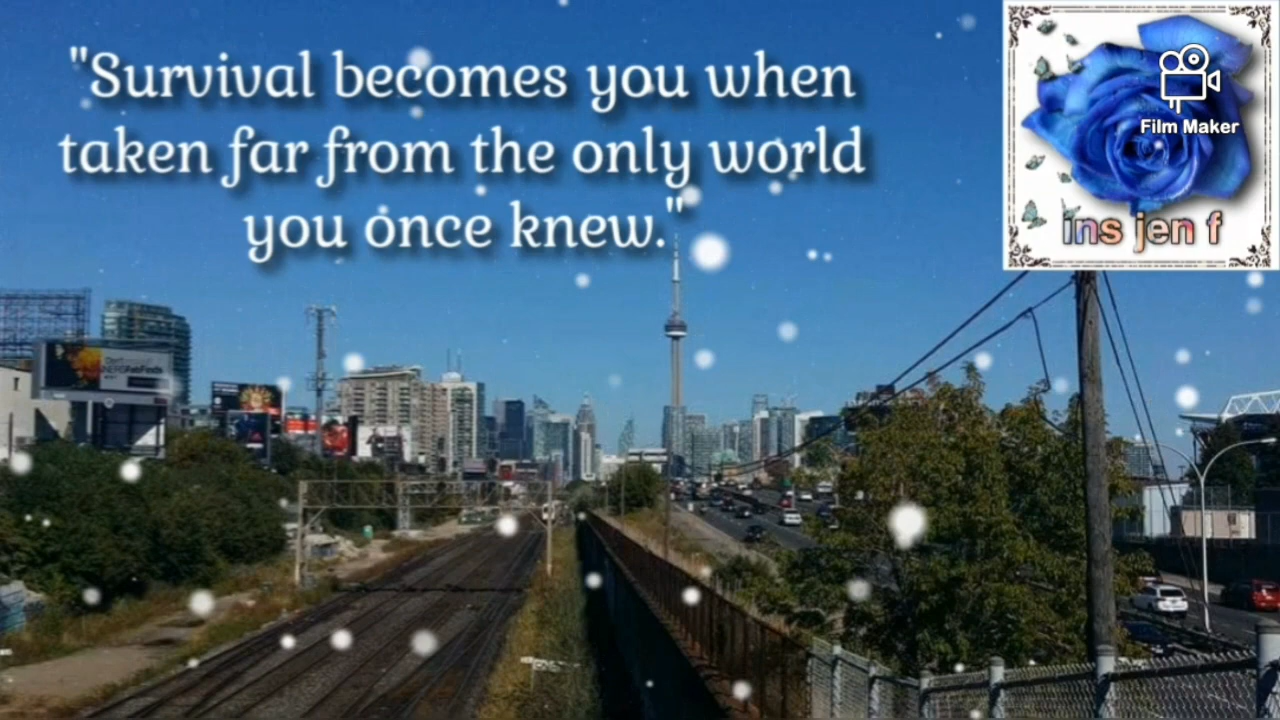 "Survival becomes you when
taken far from the only world
you once knew."
Film Maker
ins jen f